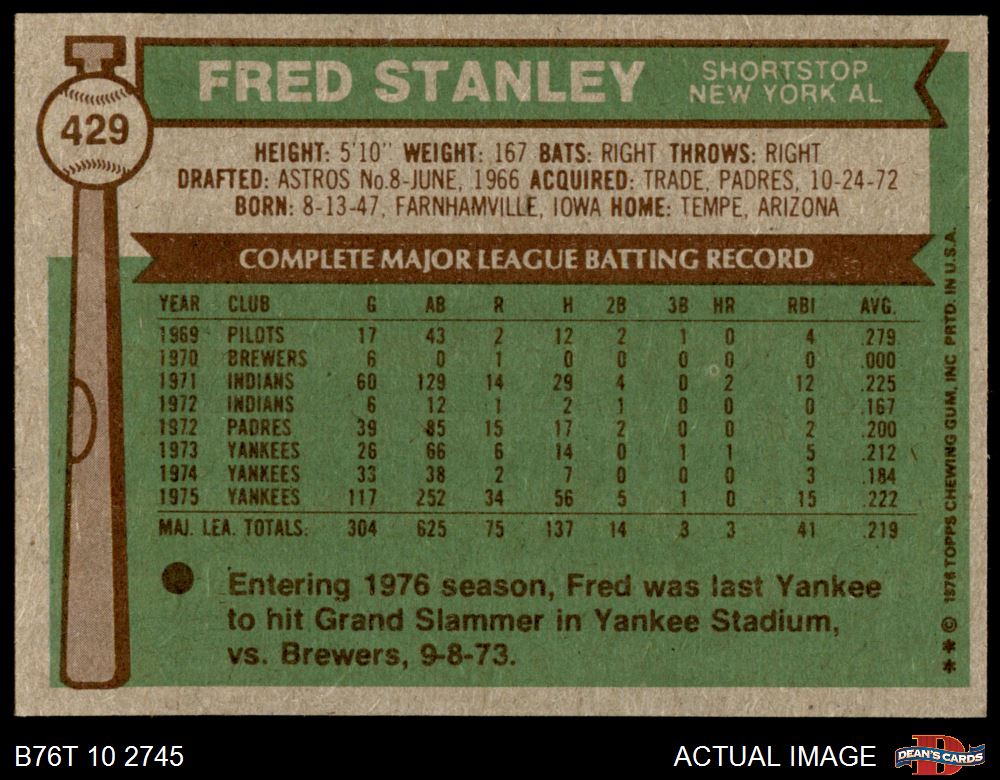 429
FRED STANLEY
SHORTSTOP
NEW YORK AL
HEIGHT: 5'10" WEIGHT: 167 BATS: RIGHT THROWS: RIGHT
DRAFTED: ASTROS No.8-JUNE, 1966 ACQUIRED: TRADE, PADRES, 10-24-72
BORN: 8-13-47, FARNHAMVILLE, IOWA HOME: TEMPE, ARIZONA
COMPLETE MAJOR LEAGUE BATTING RECORD
YEAR CLUB G AB R H 2B 3B HR RBI AVG.
1969 PILOTS 17 43 2 12 2 1 0 4 .279
1970 BREWERS 6 0 1 0 0 0 0 0 .000
1971 INDIANS 60 129 14 29 4 0 2 12 .225
1972 INDIANS 6 12 1 2 1 0 0 0 .167
1972 PADRES 39 85 15 17 2 0 0 2 .200
1973 YANKEES 26 66 6 14 0 1 1 5 .212
1974 YANKEES 33 38 2 7 0 0 0 3 .184
1975 YANKEES 117 252 34 56 5 1 0 15 .222
MAJ. LEA. TOTALS: 304 625 75 137 14 3 3 41 .219
Entering 1976 season, Fred was last Yankee
to hit Grand Slammer in Yankee Stadium,
vs. Brewers, 9-8-73.
** © 1976 TOPPS CHEWING GUM, INC PRTD. IN U.S.A.
B76T 10 2745
ACTUAL IMAGE
DEAN'S CARDS